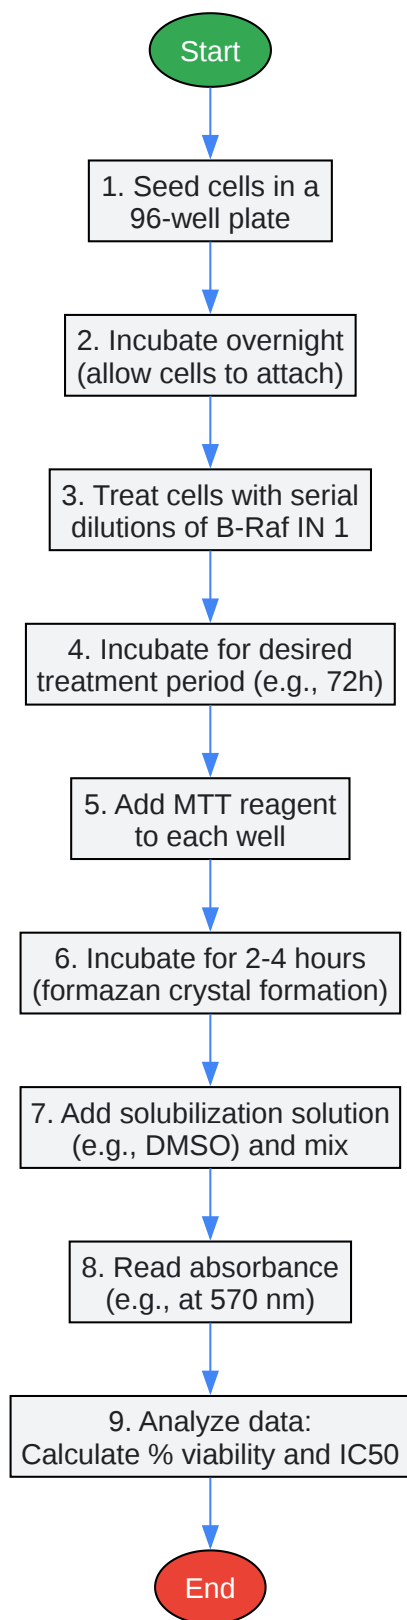 Start
1. Seed cells in a
96-well plate
2. Incubate overnight
(allow cells to attach)
3. Treat cells with serial
dilutions of B-Raf IN 1
4. Incubate for desired
treatment period (e.g., 72h)
5. Add MTT reagent
to each well
6. Incubate for 2-4 hours
(formazan crystal formation)
7. Add solubilization solution
(e.g., DMSO) and mix
8. Read absorbance
(e.g., at 570 nm)
9. Analyze data:
Calculate % viability and IC50
End